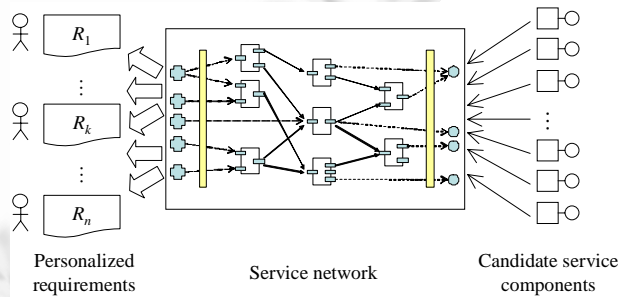 R1
⋮
Rk
⋮
Rn
⋮
Personalized
requirements
Service network
Candidate service
components